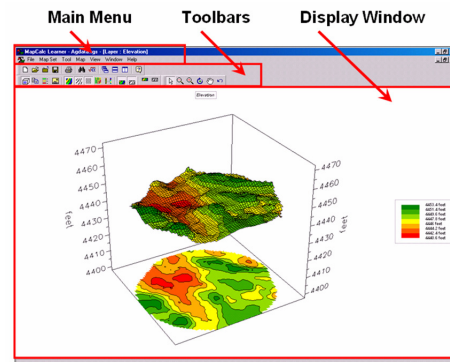 Main Menu Toolbars Display Window
MapCalc Learner - AgData.rgs - [Layer : Elevation]
File Map Set Tool Map View Window Help
Elevation
4470
4460
4450
4440
4430
4420
4410
4400
feet
4470
4460
4450
4440
4430
4420
4410
4400
feet